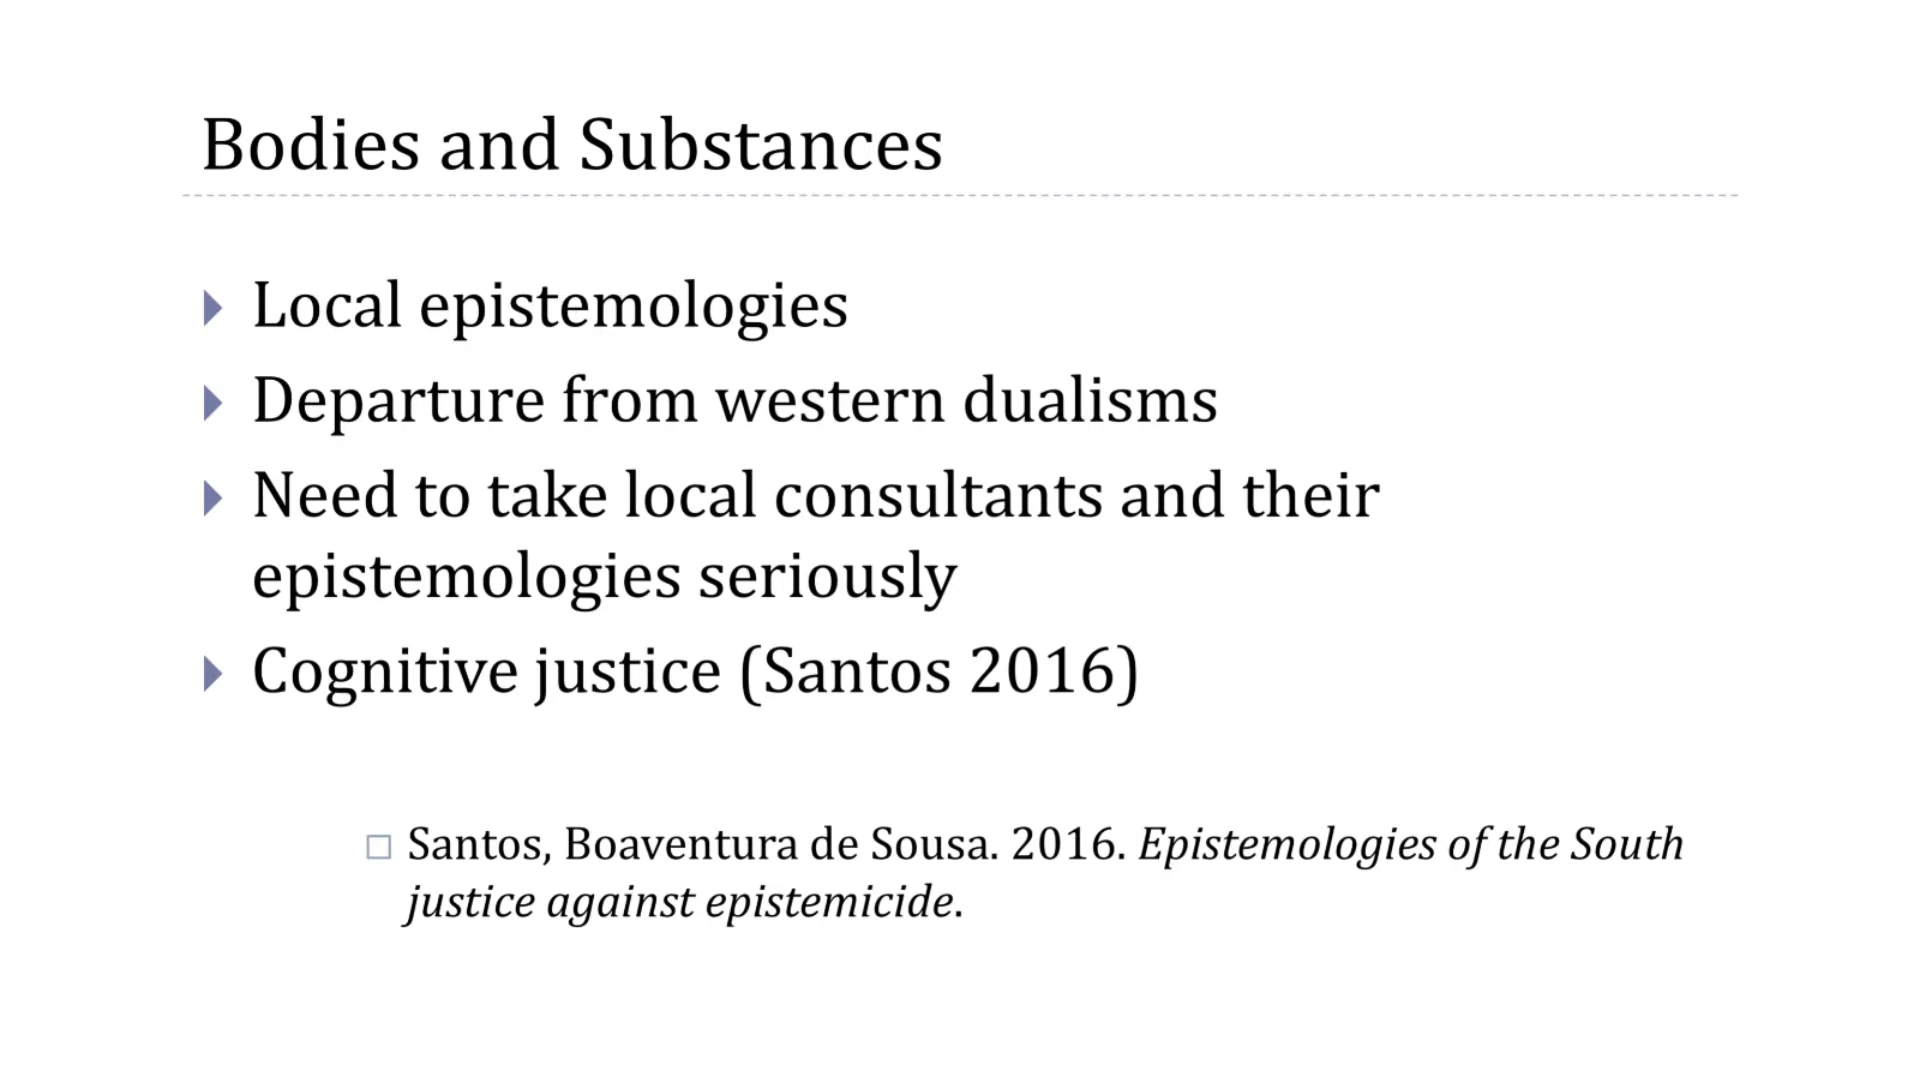 Bodies and Substances
Local epistemologies
Departure from western dualisms
Need to take local consultants and their
epistemologies seriously
Cognitive justice (Santos 2016)
Santos, Boaventura de Sousa. 2016. Epistemologies of the South
justice against epistemicide.